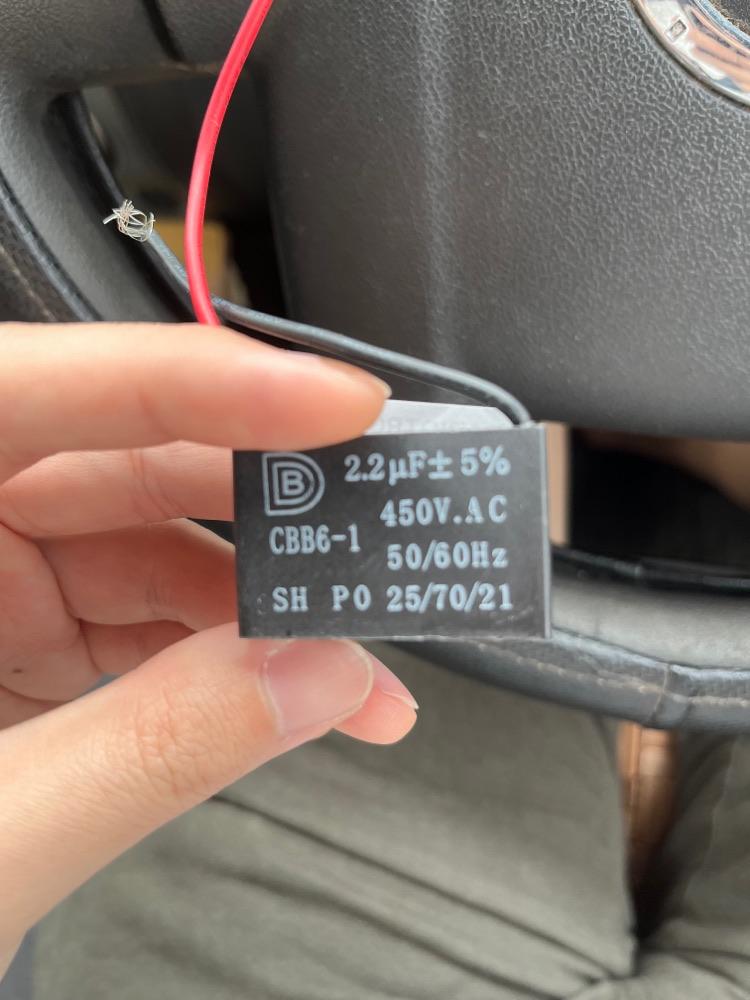 B
2.2μF±5%
450V.AC
CBB6-1
50/60Hz
SH P0 25/70/21